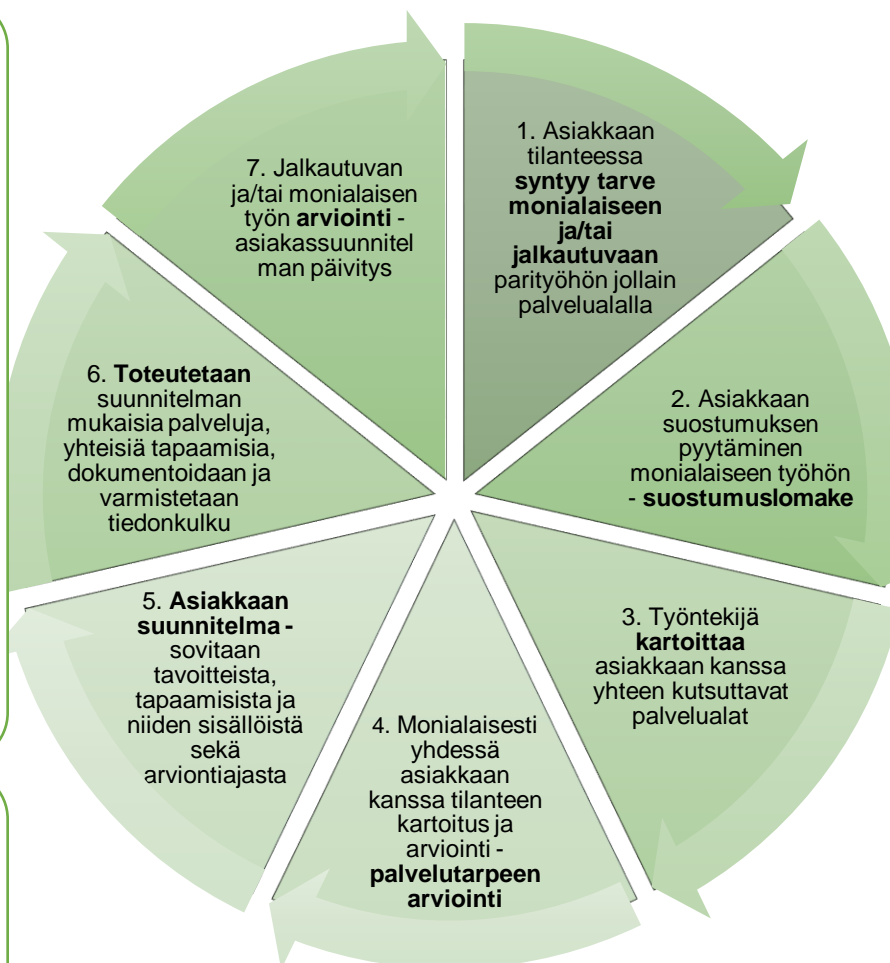 1. Asiakkaan
tilanteessa
syntyy tarve
monialaiseen
ja/tai
jalkautuvaan
parityöhön jollain
palvelualalla
2. Asiakkaan
suostumuksen
pyytäminen
monialaiseen työhön
- suostumuslomake
3. Työntekijä
kartoittaa
asiakkaan kanssa
yhteen kutsuttavat
palvelualat
4. Monialaisesti
yhdessä
asiakkaan
kanssa tilanteen
kartoitus ja
arviointi -
palvelutarpeen
arviointi
5. Asiakkaan
suunnitelma -
sovitaan
tavoitteista,
tapaamisista ja
niiden sisällöistä
sekä
arviontiajasta
6. Toteutetaan
suunnitelman
mukaisia palveluja,
yhteisiä tapaamisia,
dokumentoidaan ja
varmistetaan
tiedonkulku
7. Jalkautuvan
ja/tai monialaisen
työn arviointi -
asiakassuunnitel
man päivitys